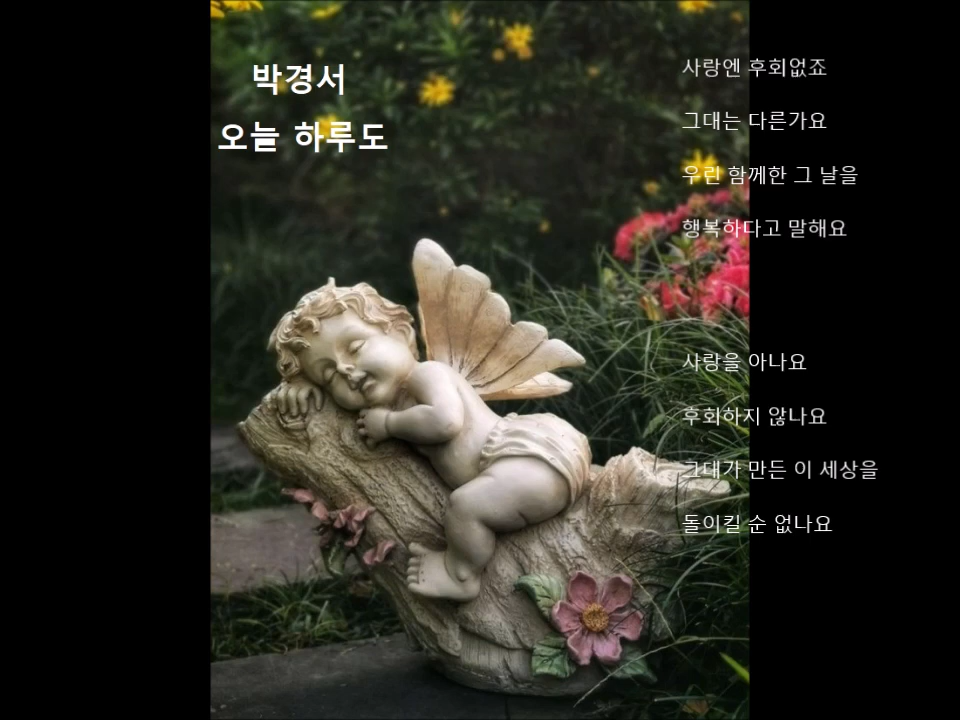 박경서
오늘 하루도
사랑엔 후회없죠
그대는 다른가요
우린 함께한 그 날을
행복하다고 말해요
사랑을 아나요
후회하지 않나요
그대가 만든 이 세상을
돌이킬 순 없나요